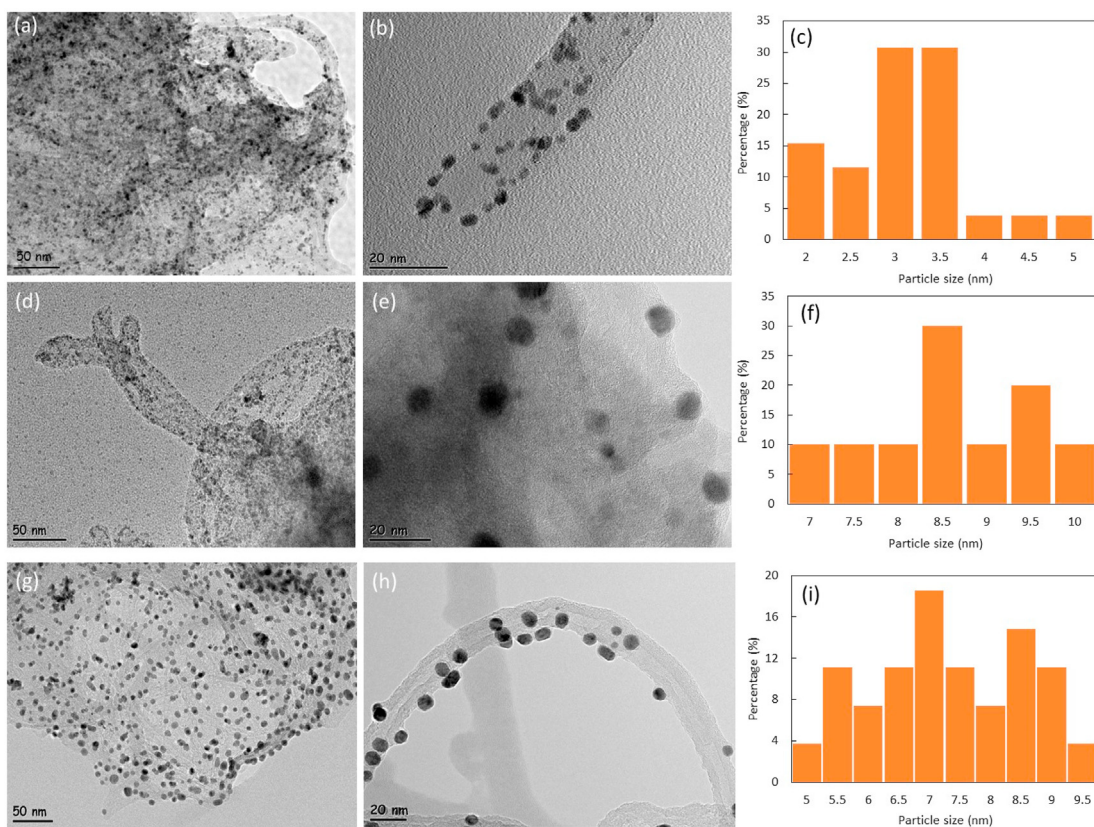 (a)
50 nm
(b)
20 nm
(c)
Percentage (%)
35
30
25
20
15
10
5
0
2 2.5 3 3.5 4 4.5 5
Particle size (nm)
(d)
50 nm
(e)
20 nm
(f)
Percentage (%)
35
30
25
20
15
10
5
0
7 7.5 8 8.5 9 9.5 10
Particle size (nm)
(g)
50 nm
(h)
20 nm
(i)
Percentage (%)
20
16
12
8
4
0
5 5.5 6 6.5 7 7.5 8 8.5 9 9.5
Particle size (nm)